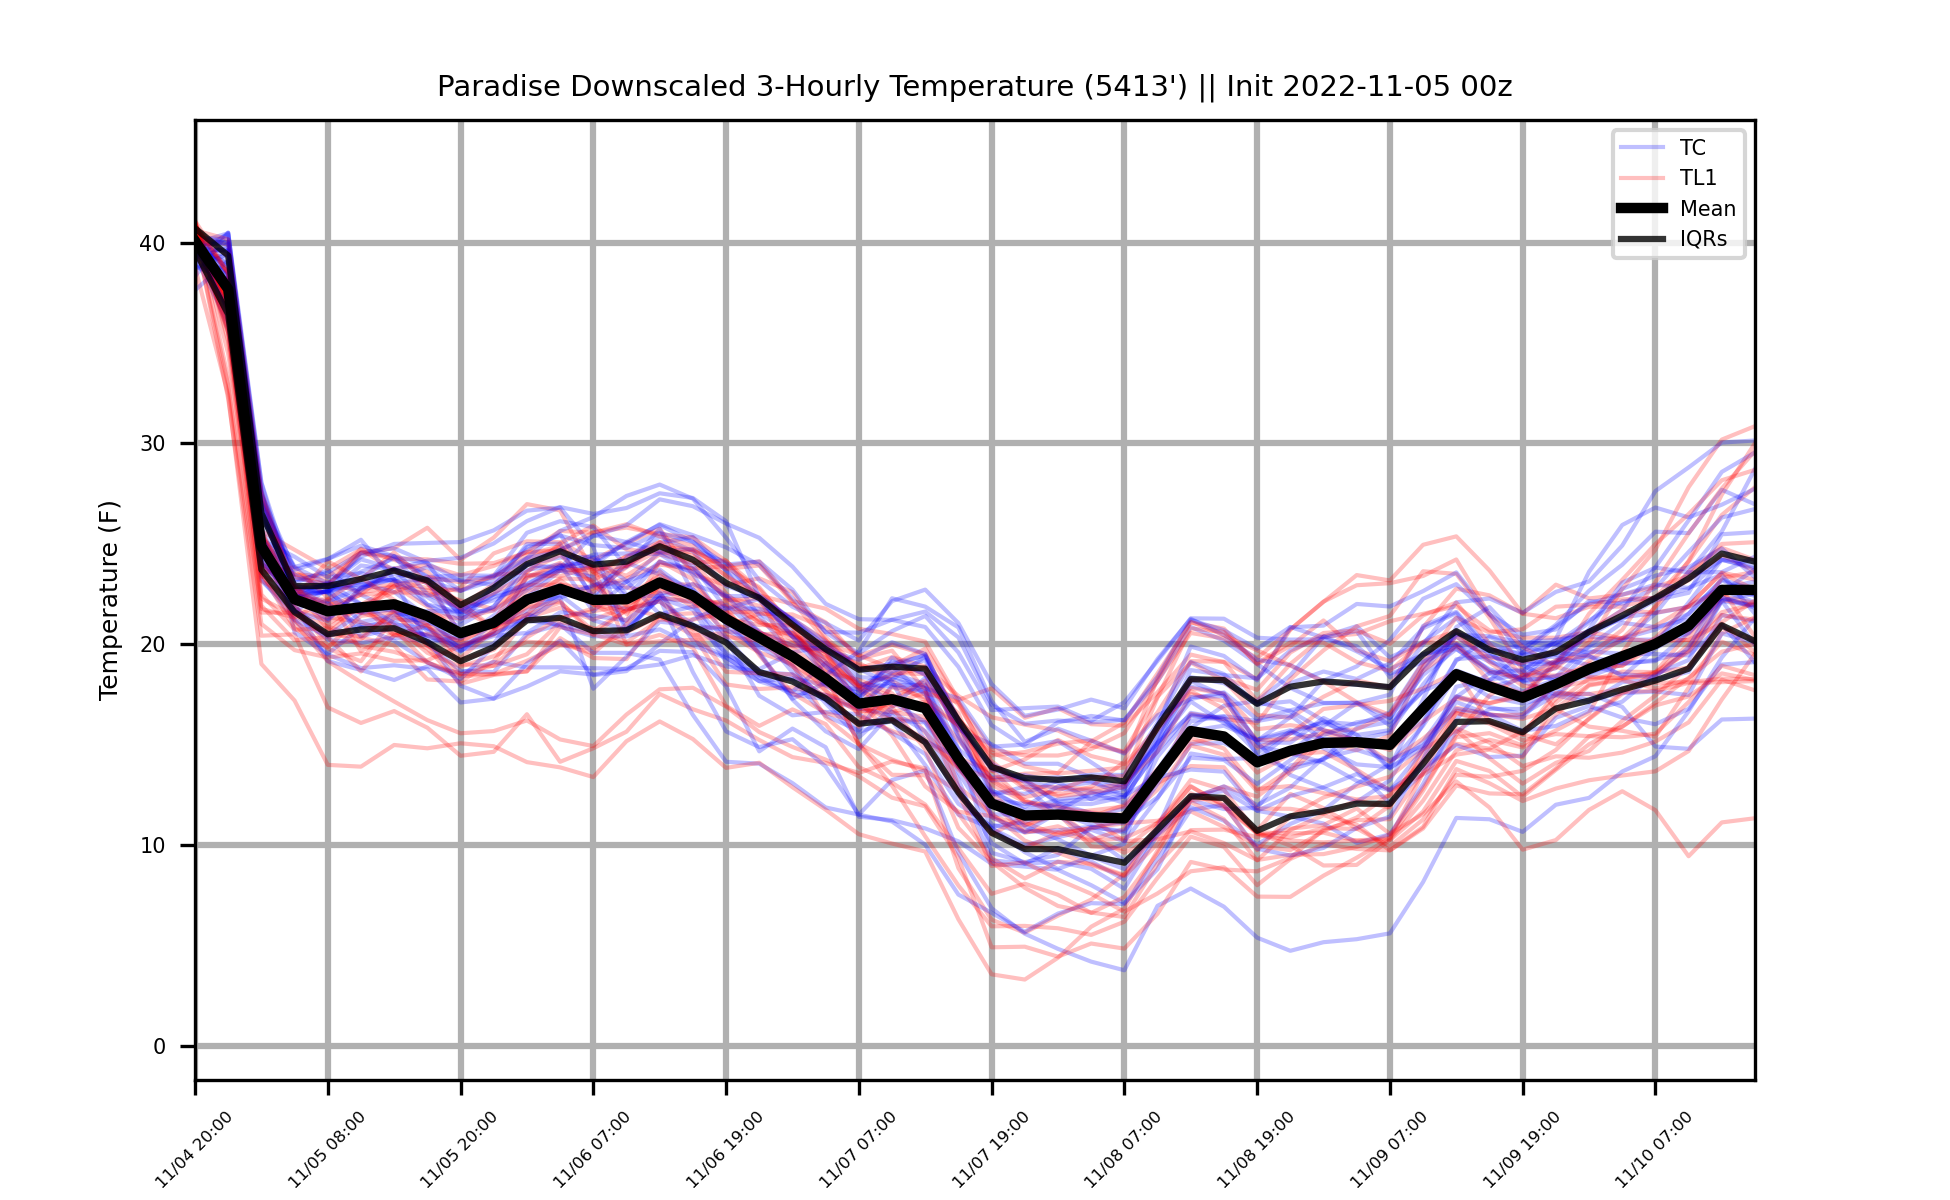 Paradise Downscaled 3-Hourly Temperature (5413') || Init 2022-11-05 00z
TC
TL1
Mean
IQRs
Temperature (F)
40
30
20
10
0
11/04 20:00
11/05 08:00
11/05 20:00
11/06 07:00
11/06 19:00
11/07 07:00
11/07 19:00
11/08 07:00
11/08 19:00
11/09 07:00
11/09 19:00
11/10 07:00